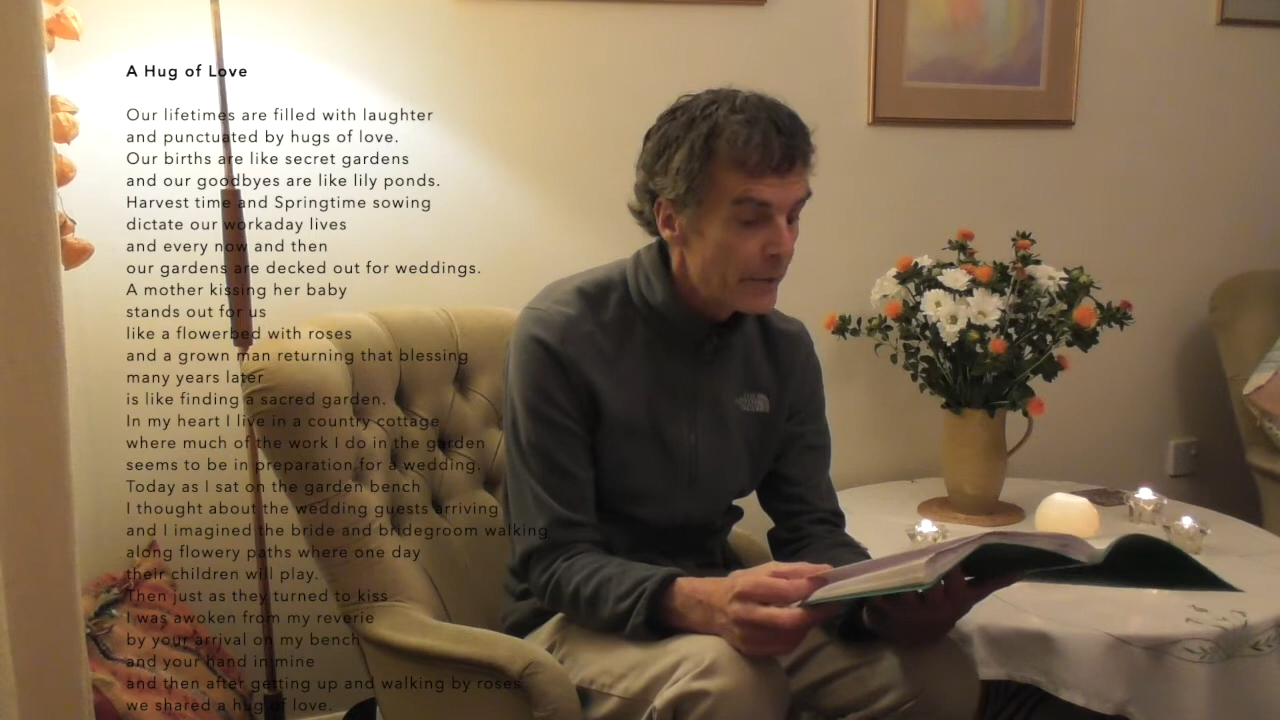 A Hug of Love
Our lifetimes are filled with laughter
and punctuated by hugs of love.
Our births are like secret gardens
and our goodbyes are like lily ponds.
Harvest time and Springtime sowing
dictate our workaday lives
and every now and then
our gardens are decked out for weddings.
A mother kissing her baby
stands out for us
like a flowerbed with roses
and a grown man returning that blessing
many years later
is like finding a sacred garden.
In my heart I live in a country cottage
where much of the work I do in the garden
seems to be in preparation for a wedding.
Today as I sat on the garden bench
I thought about the wedding guests arriving
and I imagined the bride and bridegroom walking
along flowery paths where one day
their children will play.
Then just as they turned to kiss
I was awoken from my reverie
by your arrival on my bench
and your hand in mine
and then after getting up and walking by roses
we shared a hug of love.